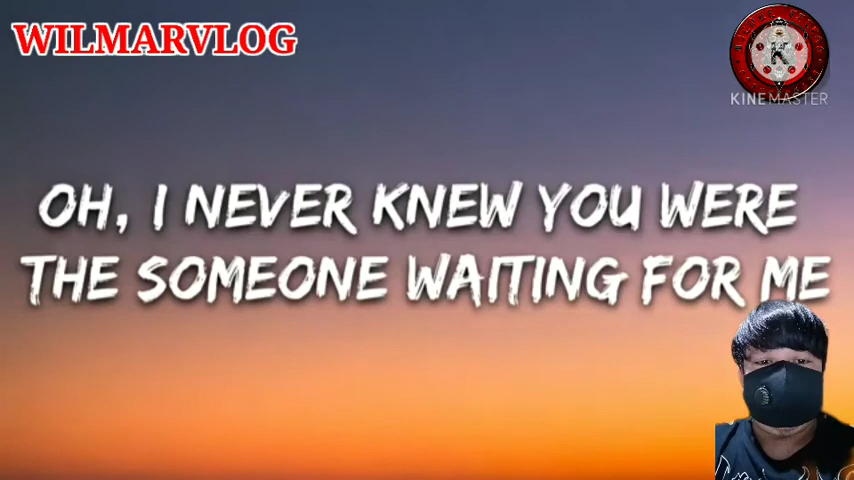 WILMARVLOG
K
KINEMASTER
OH, I NEVER KNEW YOU WERE
THE SOMEONE WAITING FOR ME